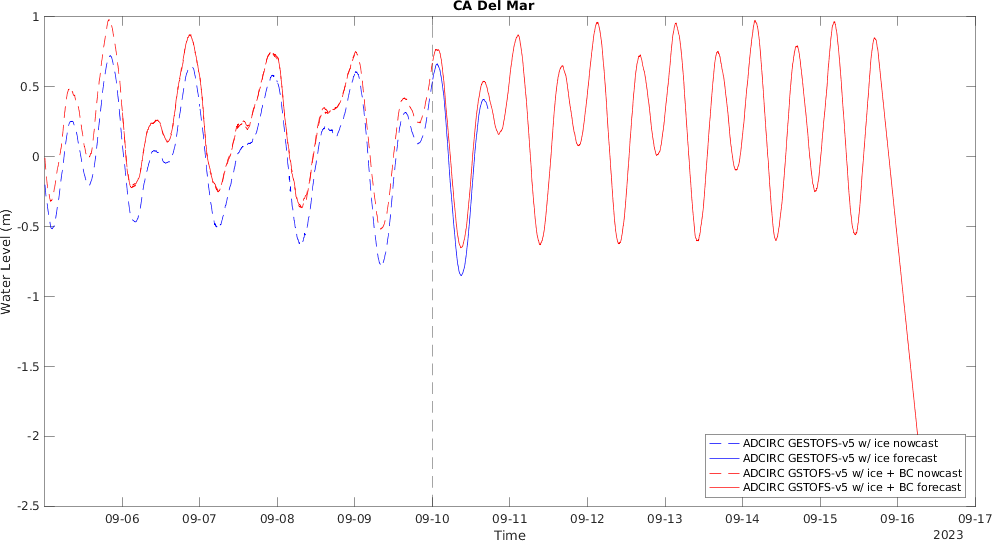 CA Del Mar
1
0.5
0
-0.5
-1
-1.5
-2
-2.5
Water Level (m)
ADCIRC GESTOFS-v5 w/ ice nowcast
ADCIRC GESTOFS-v5 w/ ice forecast
ADCIRC GSTOFS-v5 w/ ice + BC nowcast
ADCIRC GSTOFS-v5 w/ ice + BC forecast
09-06 09-07 09-08 09-09 09-10 09-11 09-12 09-13 09-14 09-15 09-16 09-17
Time
2023